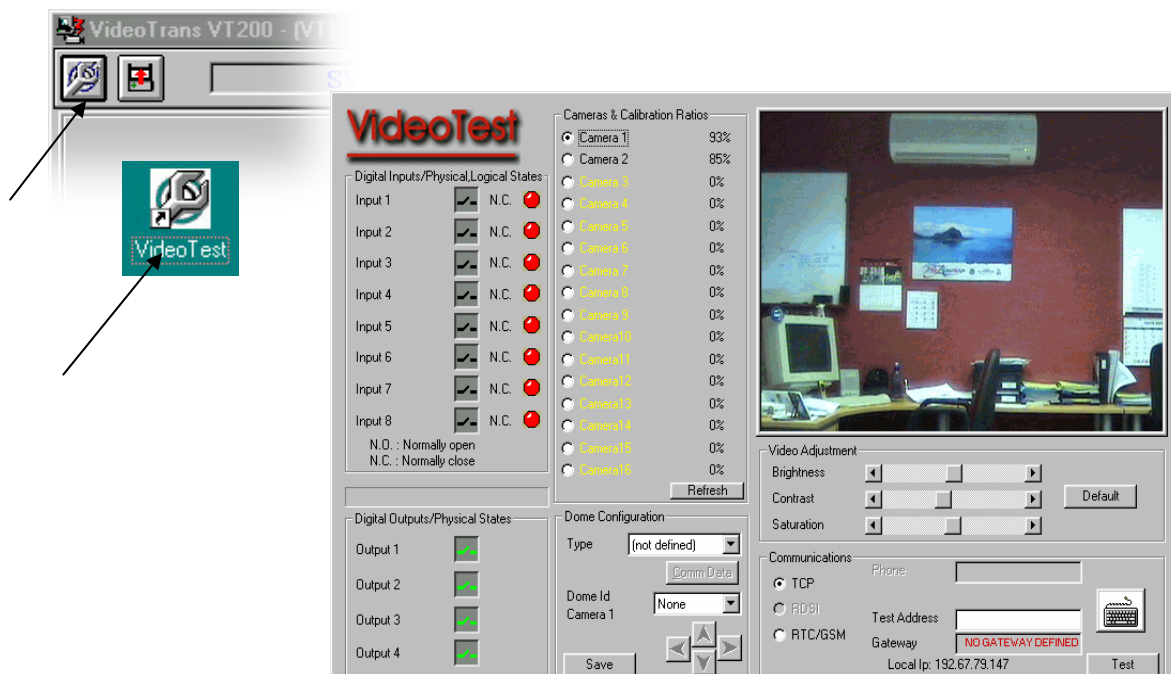 VideoTrans VT200 - (VT)
VideoTest
VideoTest
Digital Inputs/Physical,Logical States
Input 1 N.C.
Input 2 N.C.
Input 3 N.C.
Input 4 N.C.
Input 5 N.C.
Input 6 N.C.
Input 7 N.C.
Input 8 N.C.
N.O. : Normally open
N.C. : Normally close
Digital Outputs/Physical States
Output 1
Output 2
Output 3
Output 4
Cameras & Calibration Ratios
Camera 1 93%
Camera 2 85%
Camera 3 0%
Camera 4 0%
Camera 5 0%
Camera 6 0%
Camera 7 0%
Camera 8 0%
Camera 9 0%
Camera10 0%
Camera11 0%
Camera12 0%
Camera13 0%
Camera14 0%
Camera15 0%
Camera16 0%
Refresh
Dome Configuration
Type (not defined)
Comm Data
Dome Id
Camera 1 None
Save
Video Adjustment
Brightness
Contrast Default
Saturation
Communications
Phone
TCP
RDSI
Test Address
RTC/GSM
Gateway NO GATEWAY DEFINED
Local Ip: 192.67.79.147
Test